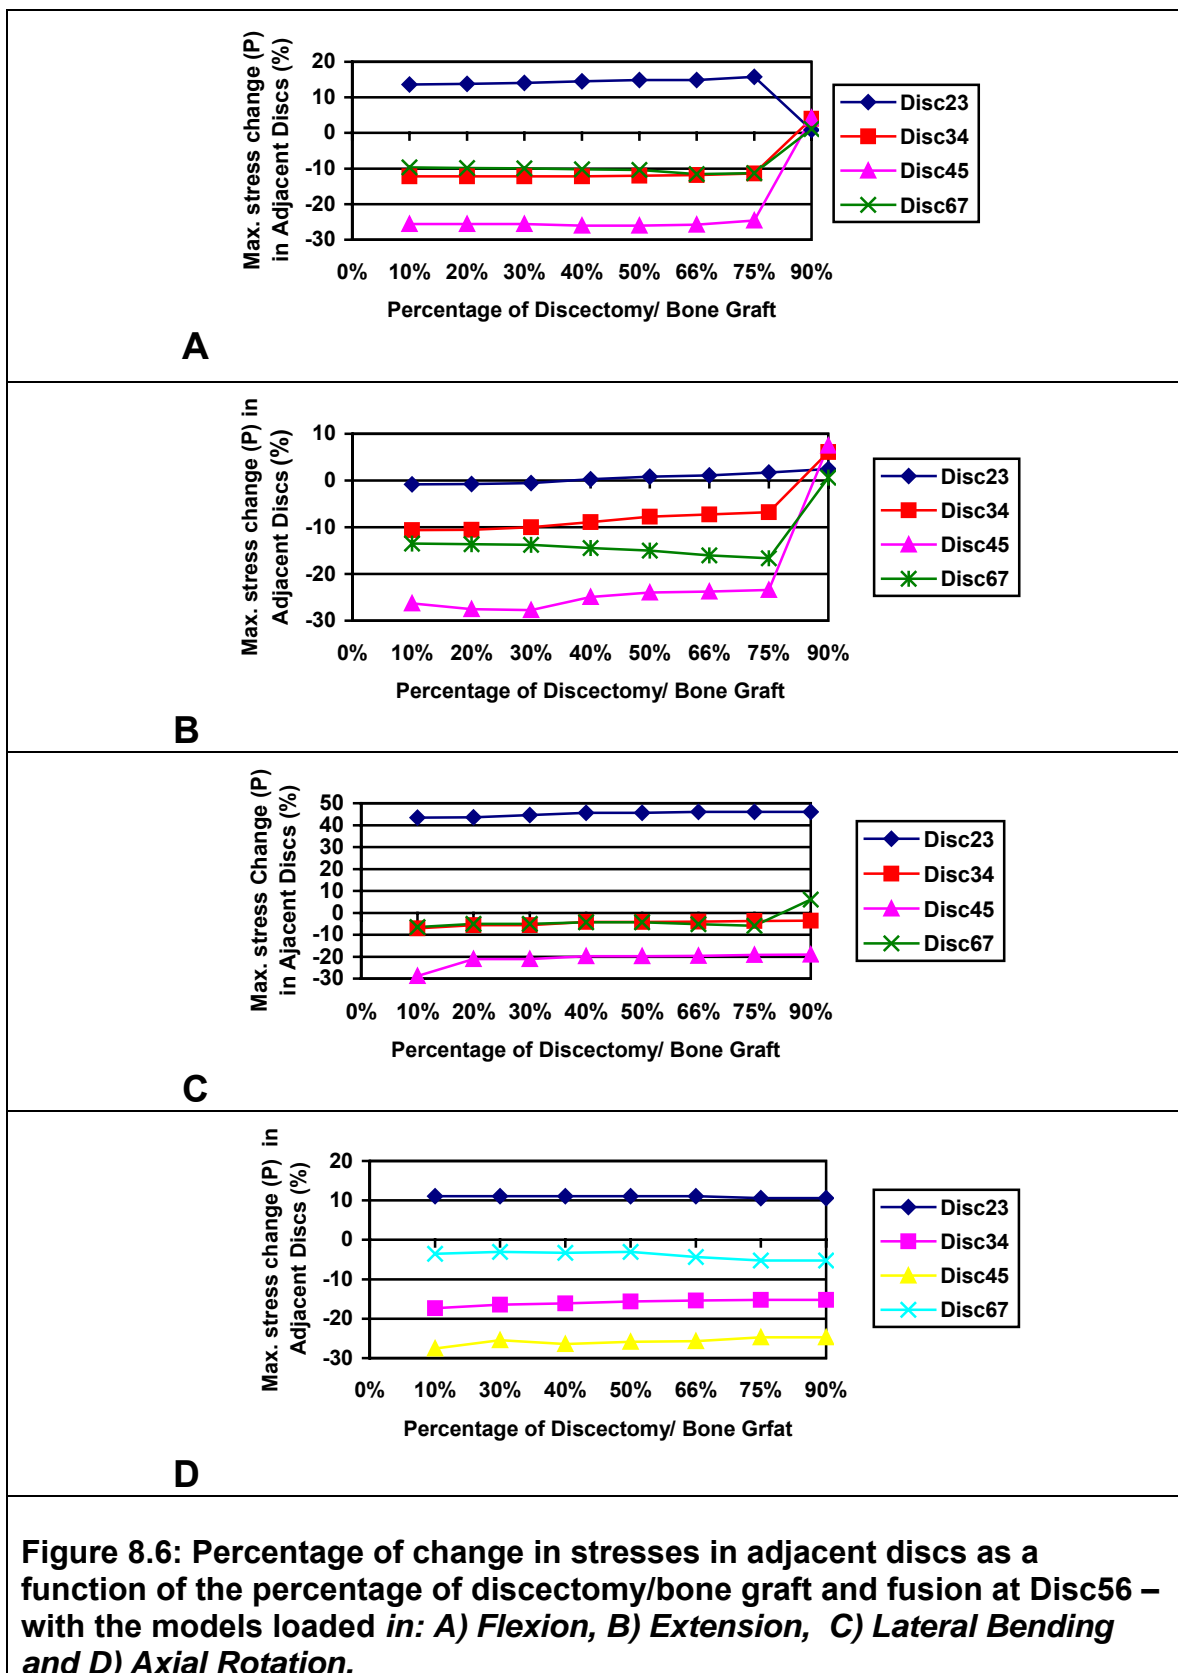 Max. stress change (P)
in Adjacent Discs (%)
20
10
0
-10
-20
-30
0% 10% 20% 30% 40% 50% 66% 75% 90%
Percentage of Discectomy/ Bone Graft
Disc23
Disc34
Disc45
Disc67
A
Max. stress change (P) in
Adjacent Discs (%)
10
0
-10
-20
-30
0% 10% 20% 30% 40% 50% 66% 75% 90%
Percentage of Discectomy/ Bone Graft
Disc23
Disc34
Disc45
Disc67
B
Max. stress Change (P)
in Ajacent Discs (%)
50
40
30
20
10
0
-10
-20
-30
0% 10% 20% 30% 40% 50% 66% 75% 90%
Percentage of Discectomy/ Bone Graft
Disc23
Disc34
Disc45
Disc67
C
Max. stress change (P) in
Adjacent Discs (%)
20
10
0
-10
-20
-30
0% 10% 30% 40% 50% 66% 75% 90%
Percentage of Discectomy/ Bone Grfat
Disc23
Disc34
Disc45
Disc67
D
Figure 8.6: Percentage of change in stresses in adjacent discs as a
function of the percentage of discectomy/bone graft and fusion at Disc56 –
with the models loaded in: A) Flexion, B) Extension, C) Lateral Bending
and D) Axial Rotation.